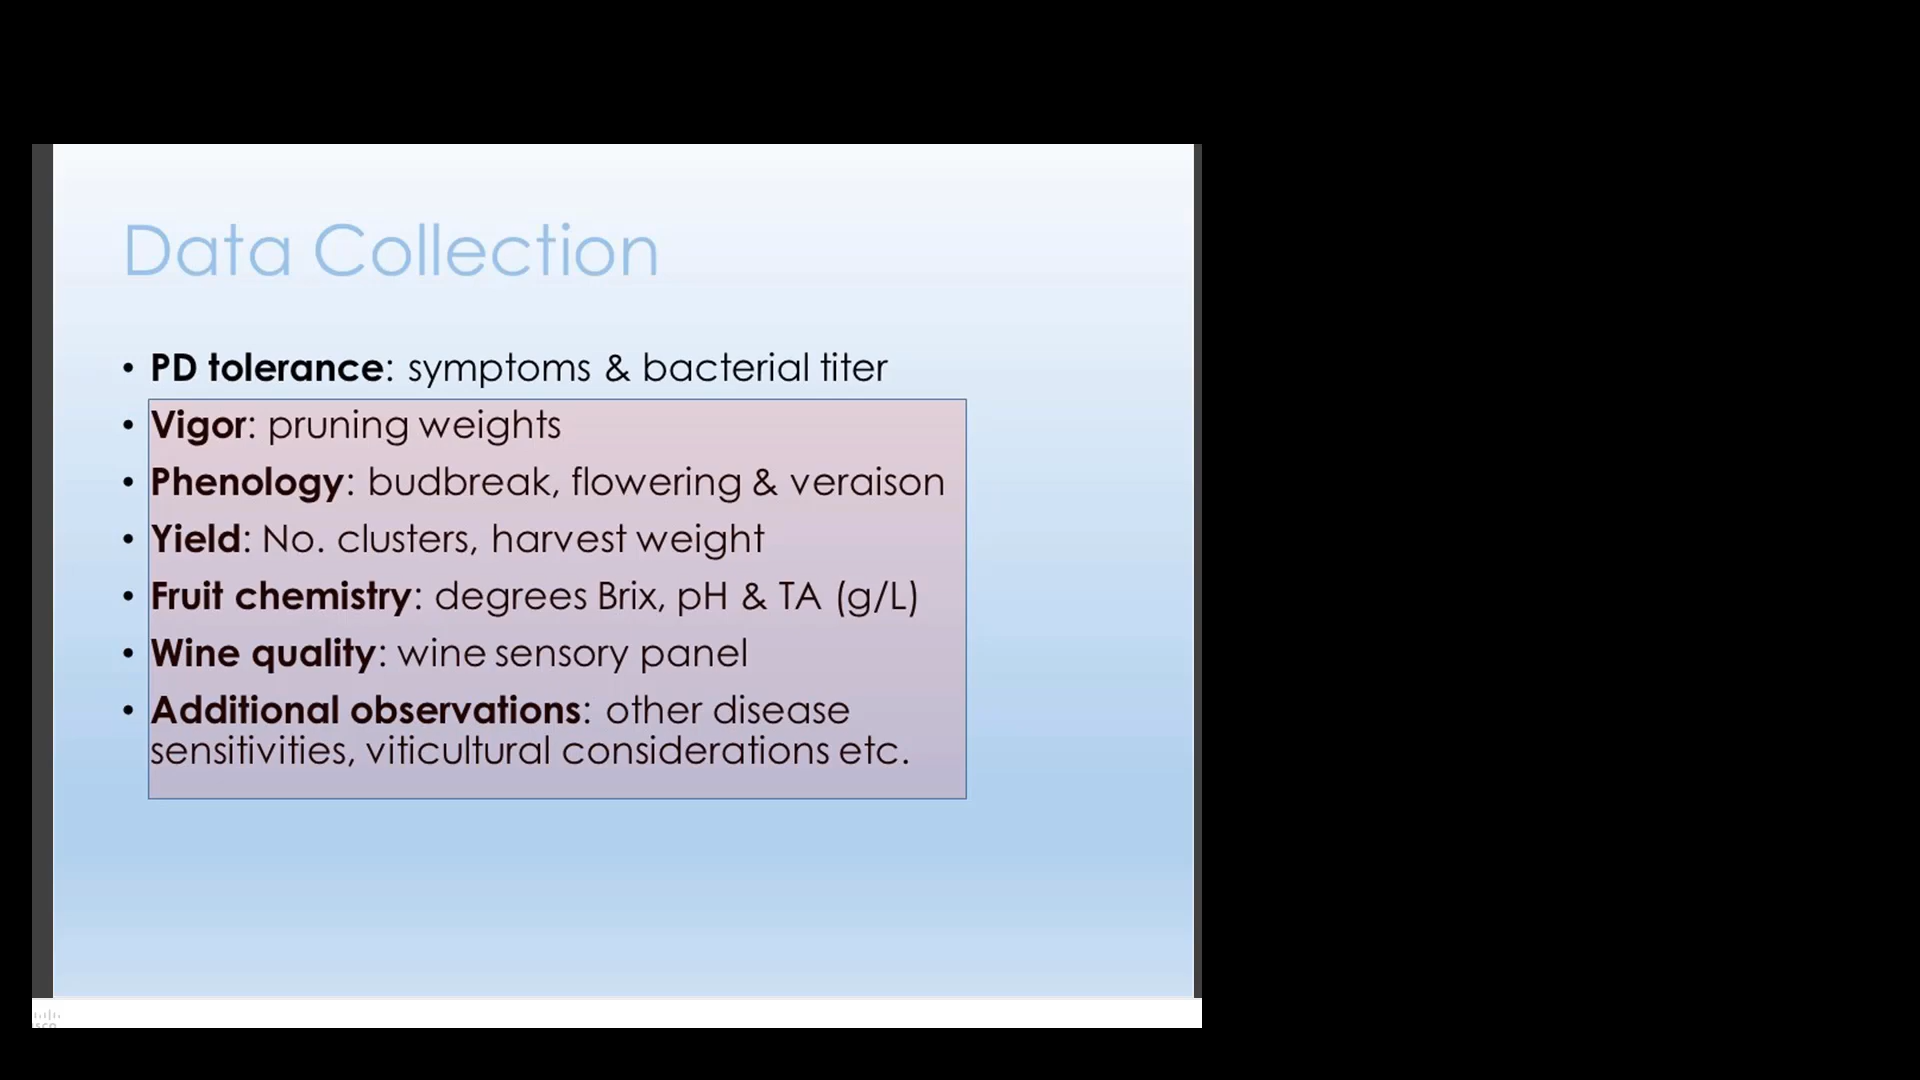 Data Collection
• PD tolerance: symptoms & bacterial titer
• Vigor: pruning weights
• Phenology: budbreak, flowering & veraison
• Yield: No. clusters, harvest weight
• Fruit chemistry: degrees Brix, pH & TA (g/L)
• Wine quality: wine sensory panel
• Additional observations: other disease
sensitivities, viticultural considerations etc.